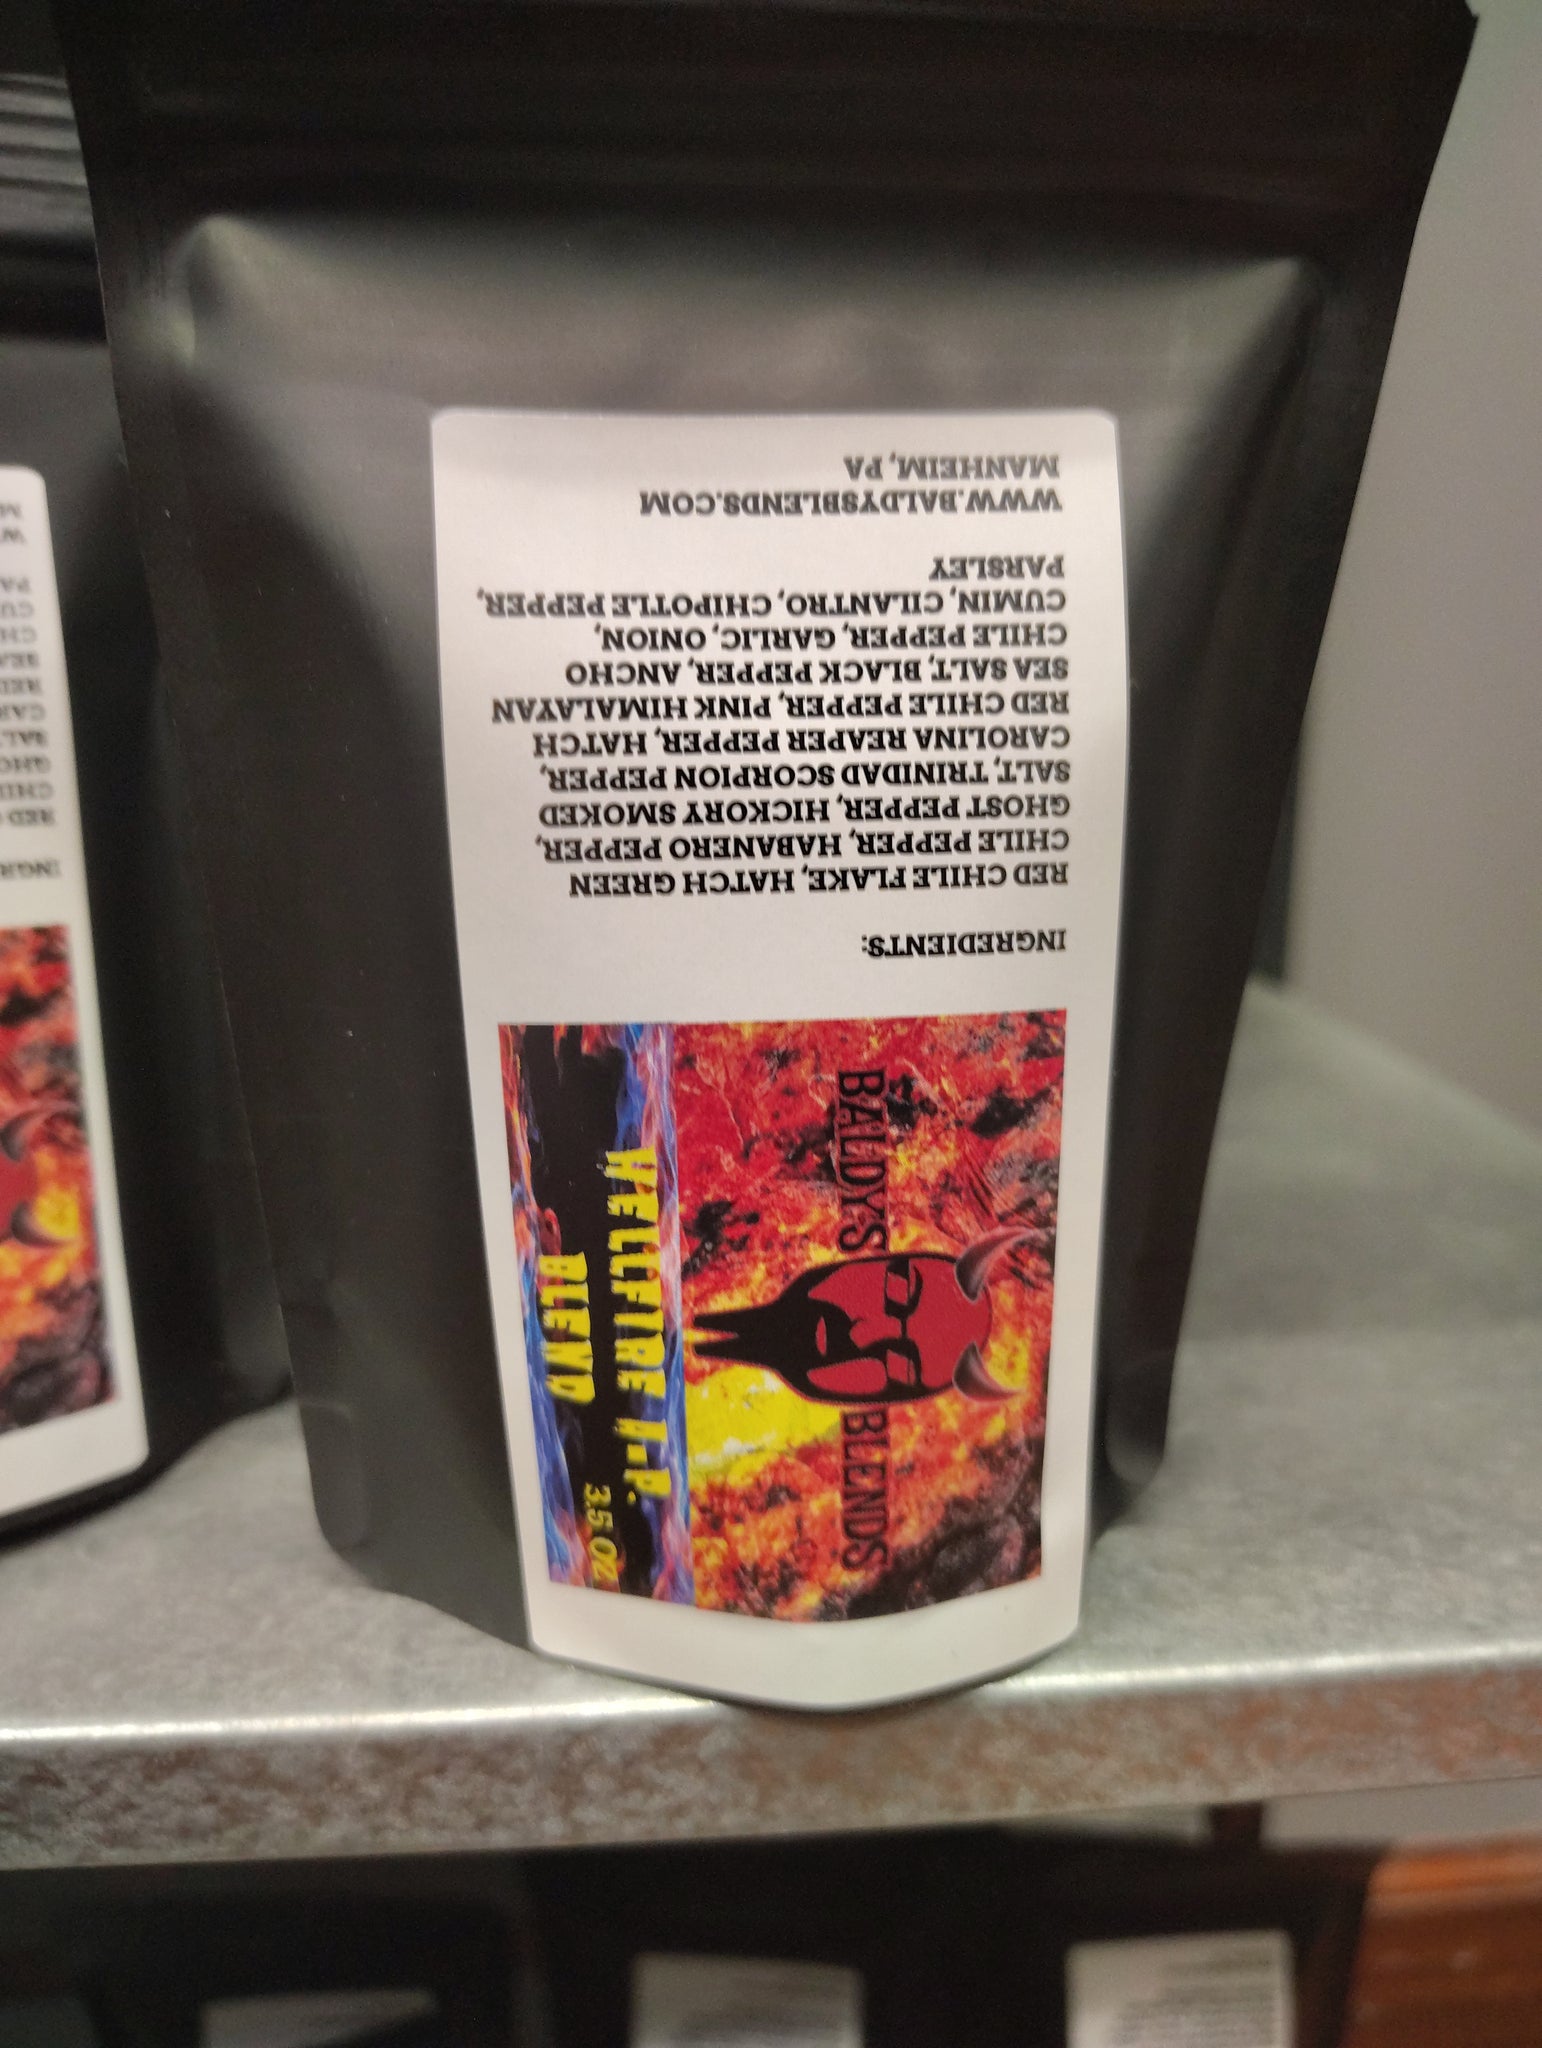 BALDY'S BLENDS
HELLFIRE A.P.
BLEND
3.5 OZ
INGREDIENTS:
RED CHILE FLAKE, HATCH GREEN
CHILE PEPPER, HABANERO PEPPER,
GHOST PEPPER, HICKORY SMOKED
SALT, TRINIDAD SCORPION PEPPER,
CAROLINA REAPER PEPPER, HATCH
RED CHILE PEPPER, PINK HIMALAYAN
SEA SALT, BLACK PEPPER, ANCHO
CHILE PEPPER, GARLIC, ONION,
CUMIN, CILANTRO, CHIPOTLE PEPPER,
PARSLEY
WWW.BALDYSBLENDS.COM
MANHEIM, PA